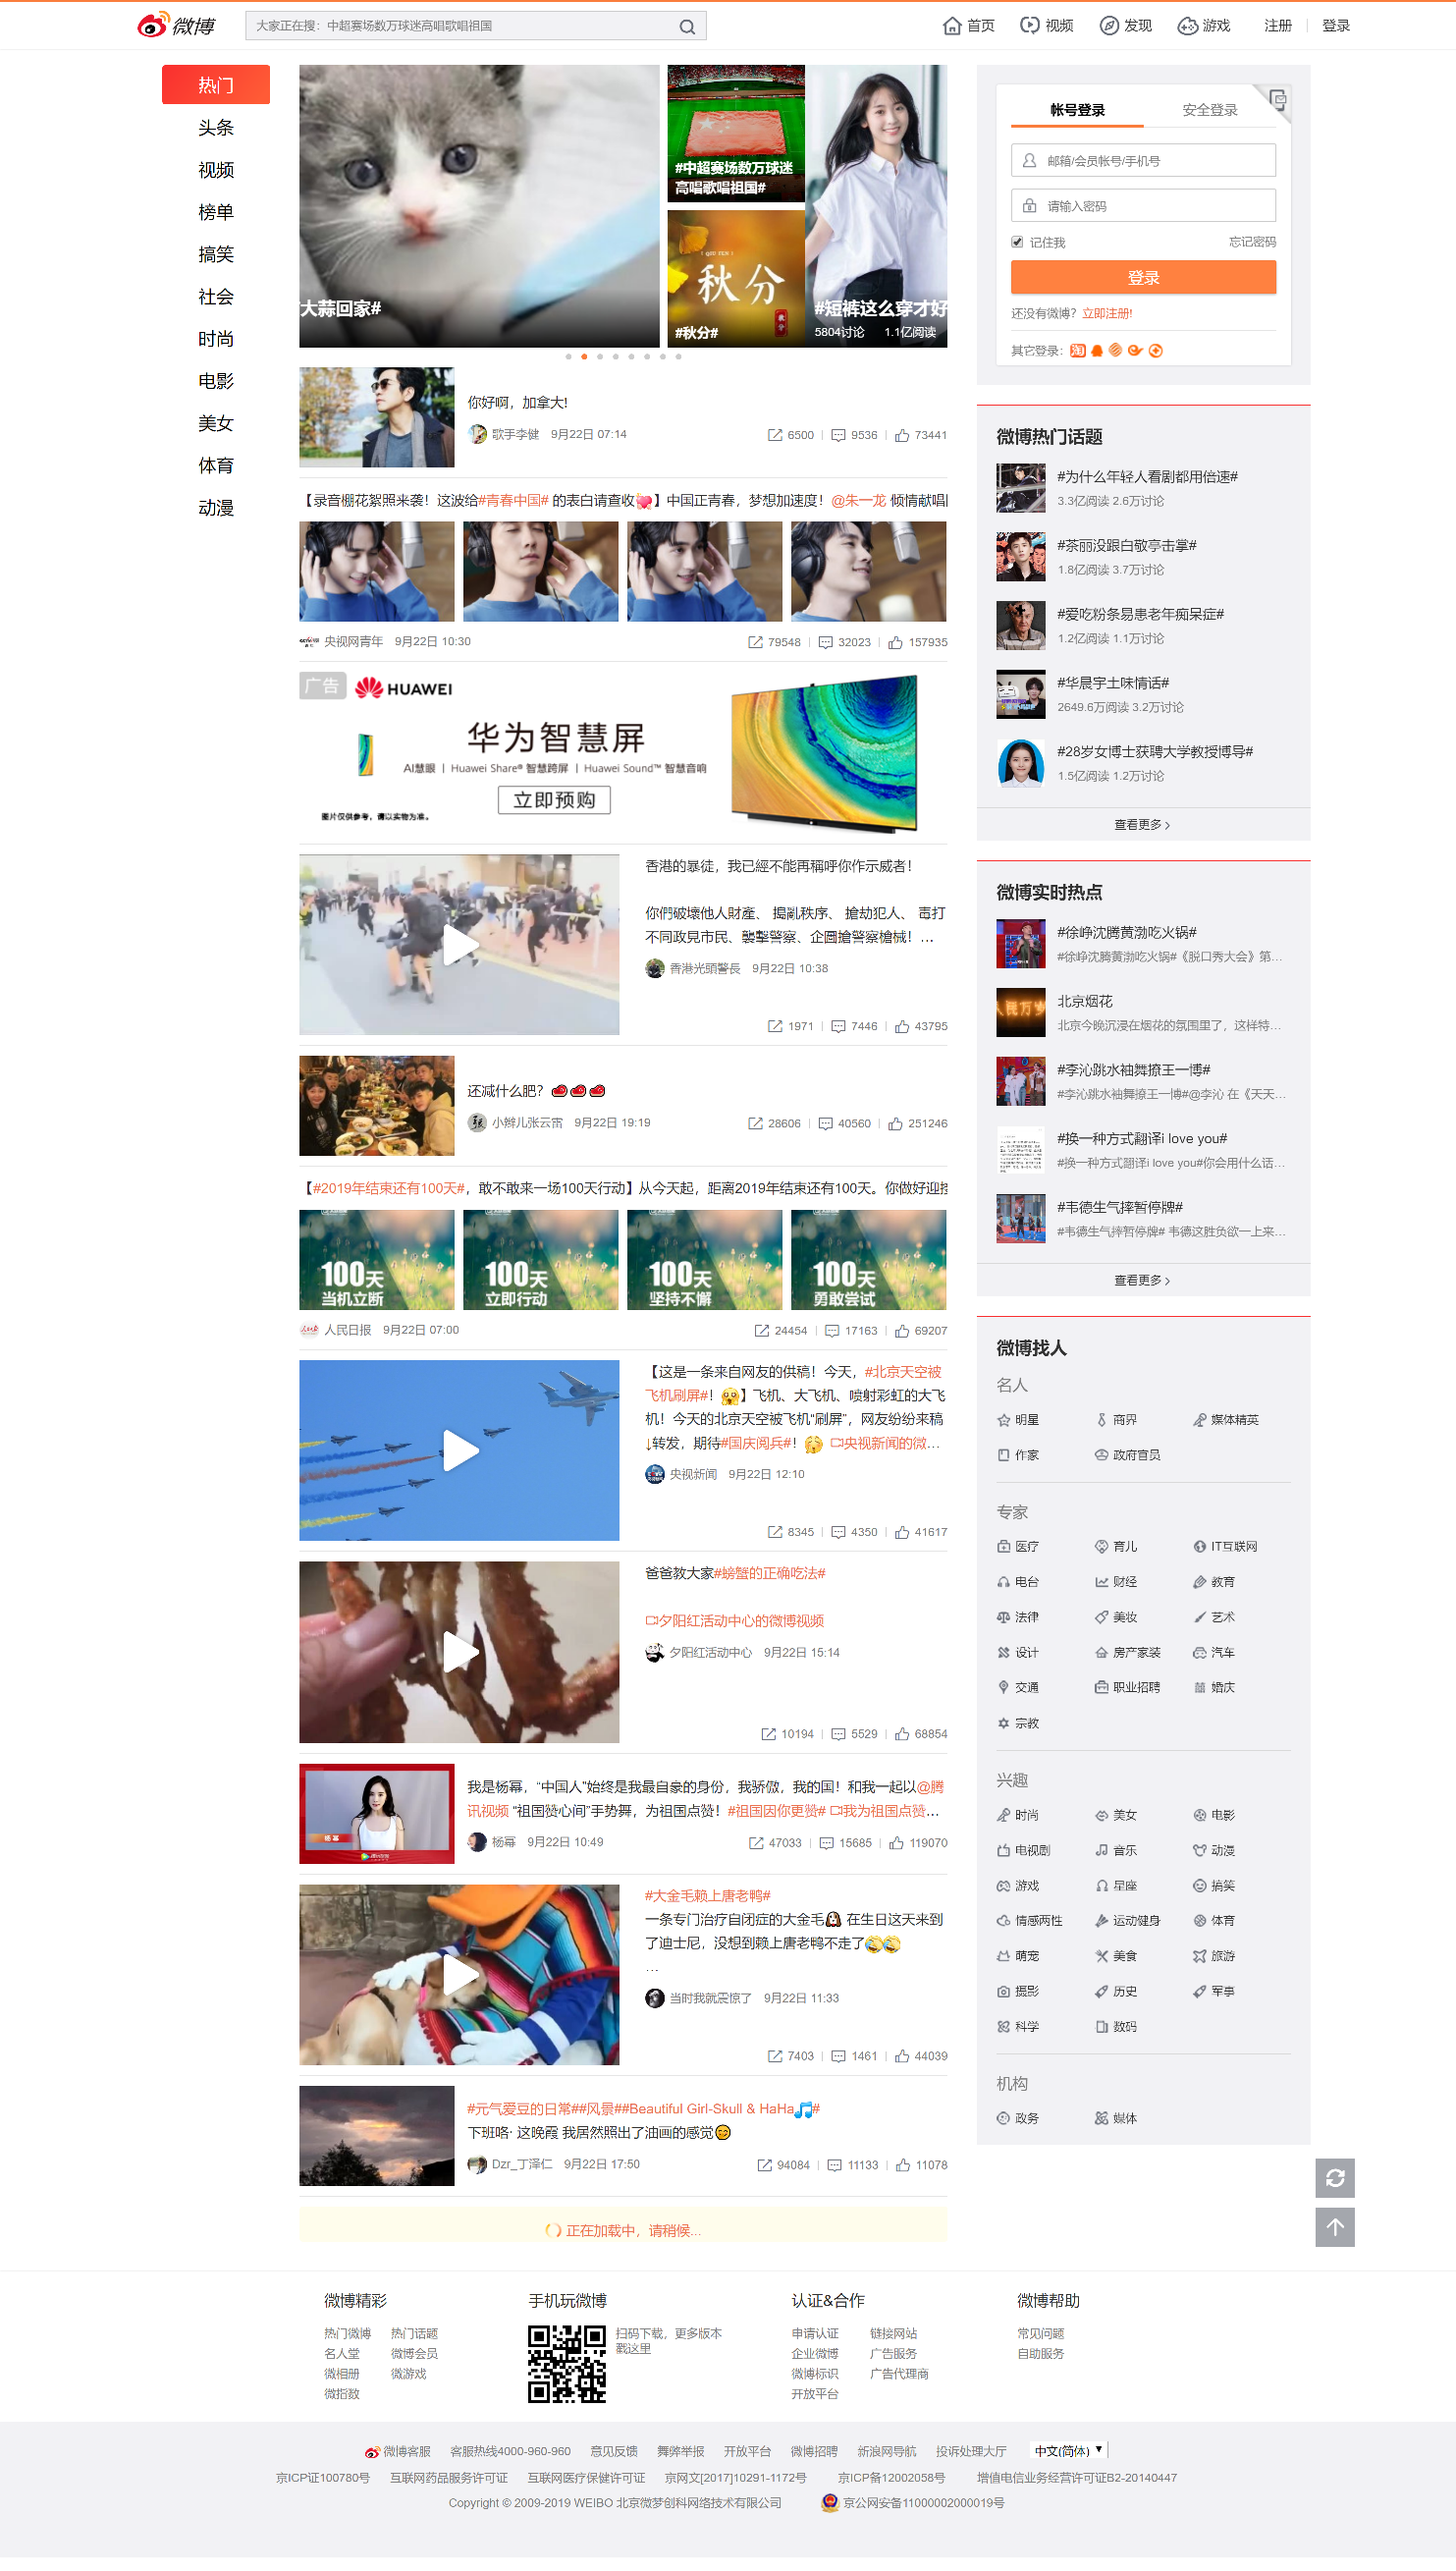 微博
大家正在搜：中超赛场数万球迷高唱歌唱祖国
首页
视频
发现
游戏
注册
登录
热门
头条
视频
榜单
搞笑
社会
时尚
电影
美女
体育
动漫
大蒜回家#
#中超赛场数万球迷
高唱歌唱祖国#
秋分
#秋分#
#短裤这么穿才好
5804讨论 1.1亿阅读
你好啊，加拿大!
歌手李健 9月22日 07:14
6500 9536 73441
【录音棚花絮照来袭！这波给#青春中国# 的表白请查收💘】中国正青春，梦想加速度！@朱一龙 倾情献唱
央视网青年 9月22日 10:30
79548 32023 157935
广告
HUAWEI
华为智慧屏
AI慧眼 | Huawei Share® 智慧跨屏 | Huawei Sound™ 智慧音响
立即预购
图片仅供参考，请以实物为准。
香港的暴徒，我已經不能再稱呼你作示威者！
你們破壞他人財產、 搗亂秩序、 搶劫犯人、 毒打
不同政見市民、襲擊警察、企圖搶警察槍械！...
香港光頭警長 9月22日 10:38
1971 7446 43795
还减什么肥？
小辫儿张云雷 9月22日 19:19
28606 40560 251246
【#2019年结束还有100天#，敢不敢来一场100天行动】从今天起，距离2019年结束还有100天。你做好迎接
100天
当机立断
100天
立即行动
100天
坚持不懈
100天
勇敢尝试
人民日报 9月22日 07:00
24454 17163 69207
【这是一条来自网友的供稿！今天，#北京天空被
飞机刷屏#！】飞机、大飞机、喷射彩虹的大飞
机！今天的北京天空被飞机“刷屏”，网友纷纷来稿
↓转发，期待#国庆阅兵#！ 央视新闻的微...
央视新闻 9月22日 12:10
8345 4350 41617
爸爸教大家#螃蟹的正确吃法#
夕阳红活动中心的微博视频
夕阳红活动中心 9月22日 15:14
10194 5529 68854
我是杨幂，“中国人”始终是我最自豪的身份，我骄傲，我的国！和我一起以@腾
讯视频 “祖国赞心间”手势舞，为祖国点赞！#祖国因你更赞# 我为祖国点赞...
杨幂 9月22日 10:49
47033 15685 119070
#大金毛赖上唐老鸭#
一条专门治疗自闭症的大金毛 在生日这天来到
了迪士尼，没想到赖上唐老鸭不走了
...
当时我就震惊了 9月22日 11:33
7403 1461 44039
#元气爱豆的日常##风景##Beautiful Girl-Skull & HaHa🎵#
下班咯· 这晚霞 我居然照出了油画的感觉😊
Dzr_丁泽仁 9月22日 17:50
94084 11133 11078
正在加载中，请稍候...
帐号登录
安全登录
邮箱/会员帐号/手机号
请输入密码
记住我
忘记密码
登录
还没有微博？立即注册!
其它登录：
微博热门话题
#为什么年轻人看剧都用倍速#
3.3亿阅读 2.6万讨论
#茶丽没跟白敬亭击掌#
1.8亿阅读 3.7万讨论
#爱吃粉条易患老年痴呆症#
1.2亿阅读 1.1万讨论
#华晨宇土味情话#
2649.6万阅读 3.2万讨论
#28岁女博士获聘大学教授博导#
1.5亿阅读 1.2万讨论
查看更多
微博实时热点
#徐峥沈腾黄渤吃火锅#
#徐峥沈腾黄渤吃火锅#《脱口秀大会》第...
北京烟花
北京今晚沉浸在烟花的氛围里了，这样特...
#李沁跳水袖舞撩王一博#
#李沁跳水袖舞撩王一博#@李沁 在《天天...
#换一种方式翻译i love you#
#换一种方式翻译i love you#你会用什么话...
#韦德生气摔暂停牌#
#韦德生气摔暂停牌# 韦德这胜负欲一上来...
查看更多
微博找人
名人
明星 商界 媒体精英
作家 政府官员
专家
医疗 育儿 IT互联网
电台 财经 教育
法律 美妆 艺术
设计 房产家装 汽车
交通 职业招聘 婚庆
宗教
兴趣
时尚 美女 电影
电视剧 音乐 动漫
游戏 星座 搞笑
情感两性 运动健身 体育
萌宠 美食 旅游
摄影 历史 军事
科学 数码
机构
政务 媒体
微博精彩
热门微博 热门话题
名人堂 微博会员
微相册 微游戏
微指数
手机玩微博
扫码下载，更多版本
戳这里
认证&合作
申请认证 链接网站
企业微博 广告服务
微博标识 广告代理商
开放平台
微博帮助
常见问题
自助服务
微博客服 客服热线4000-960-960 意见反馈 舞弊举报 开放平台 微博招聘 新浪网导航 投诉处理大厅 中文(简体)
京ICP证100780号 互联网药品服务许可证 互联网医疗保健许可证 京网文[2017]10291-1172号 京ICP备12002058号 增值电信业务经营许可证B2-20140447
Copyright © 2009-2019 WEIBO 北京微梦创科网络技术有限公司 京公网安备11000002000019号